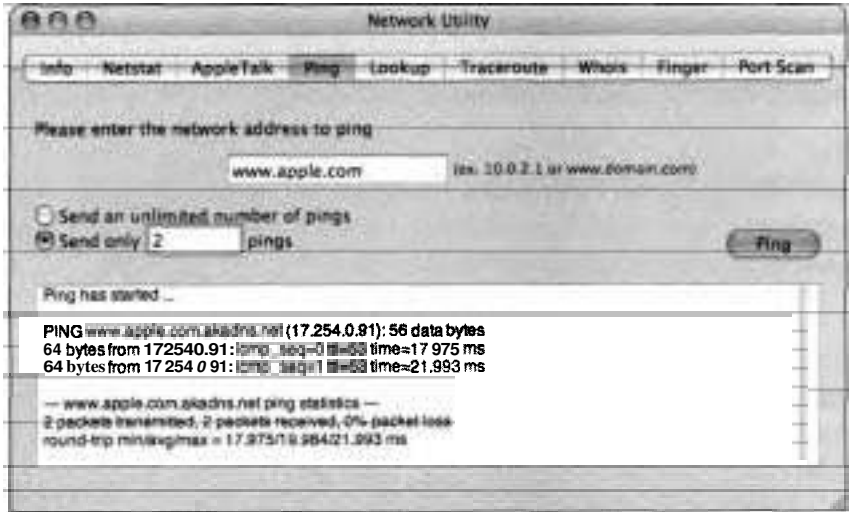 Network Utility
Info Netstat AppleTalk Ping Lookup Traceroute Whois Finger Port Scan
Please enter the network address to ping
www.apple.com (ex. 10.0.2.1 or www.domain.com)
Send an unlimited number of pings
Send only 2 pings
Ping
Ping has started ...
PING www.apple.com.akadns.net (17.254.0.91): 56 data bytes
64 bytes from 172540.91: icmp_seq=0 ttl=53 time=17 975 ms
64 bytes from 17 254 0 91: icmp_seq=1 ttl=53 time=21.993 ms
--- www.apple.com.akadns.net ping statistics ---
2 packets transmitted, 2 packets received, 0% packet loss
round-trip min/avg/max = 17.975/19.984/21.993 ms